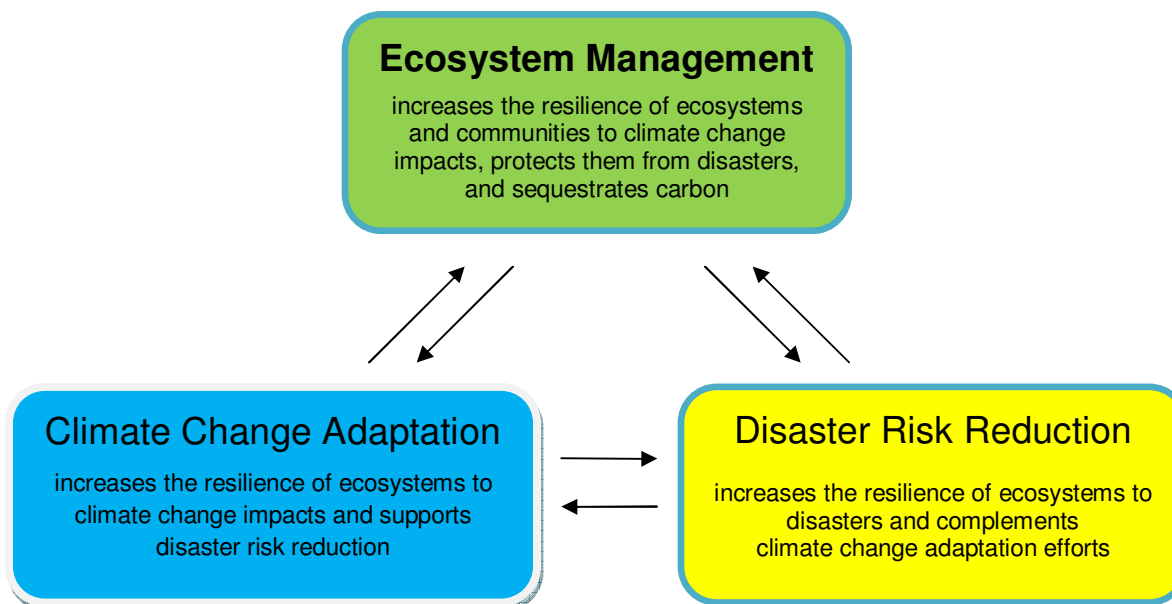 Ecosystem Management
increases the resilience of ecosystems
and communities to climate change
impacts, protects them from disasters,
and sequestrates carbon
Climate Change Adaptation
increases the resilience of ecosystems to
climate change impacts and supports
disaster risk reduction
Disaster Risk Reduction
increases the resilience of ecosystems to
disasters and complements
climate change adaptation efforts